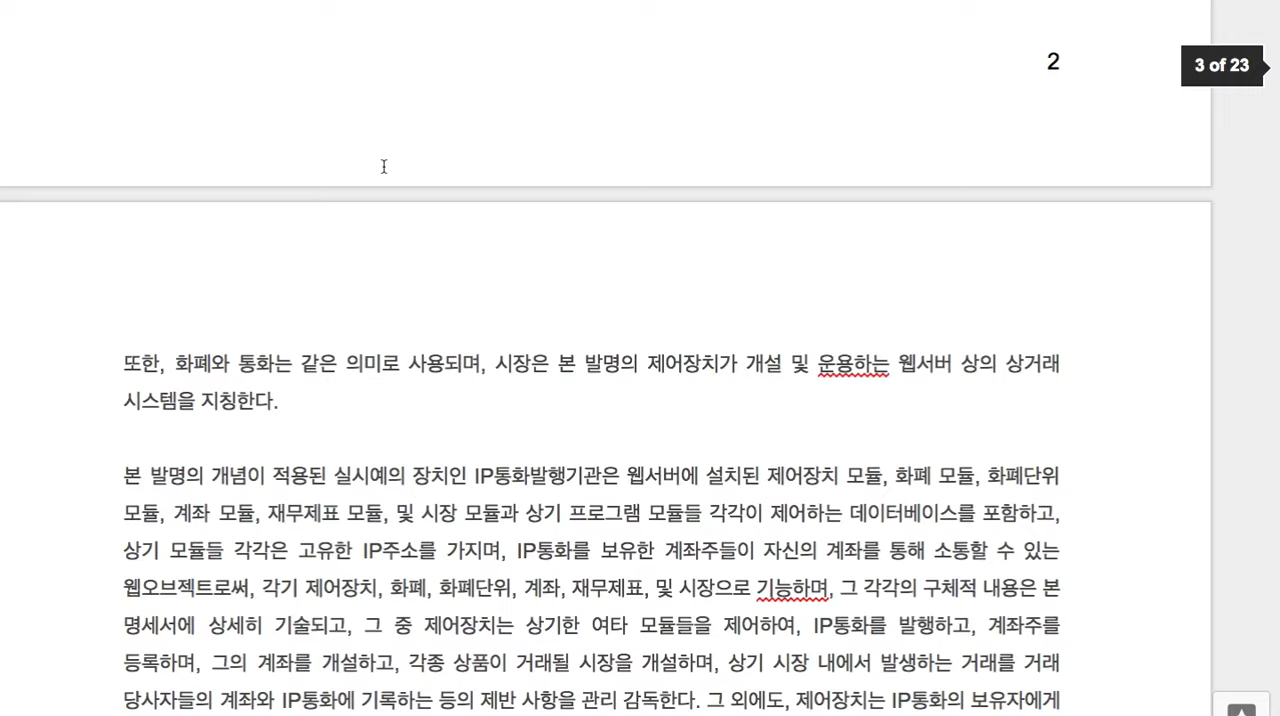 2
3 of 23
또한, 화폐와 통화는 같은 의미로 사용되며, 시장은 본 발명의 제어장치가 개설 및 운용하는 웹서버 상의 상거래
시스템을 지칭한다.
본 발명의 개념이 적용된 실시예의 장치인 IP통화발행기관은 웹서버에 설치된 제어장치 모듈, 화폐 모듈, 화폐단위
모듈, 계좌 모듈, 재무제표 모듈, 및 시장 모듈과 상기 프로그램 모듈들 각각이 제어하는 데이터베이스를 포함하고,
상기 모듈들 각각은 고유한 IP주소를 가지며, IP통화를 보유한 계좌주들이 자신의 계좌를 통해 소통할 수 있는
웹오브젝트로써, 각기 제어장치, 화폐, 화폐단위, 계좌, 재무제표, 및 시장으로 기능하며, 그 각각의 구체적 내용은 본
명세서에 상세히 기술되고, 그 중 제어장치는 상기한 여타 모듈들을 제어하여, IP통화를 발행하고, 계좌주를
등록하며, 그의 계좌를 개설하고, 각종 상품이 거래될 시장을 개설하며, 상기 시장 내에서 발생하는 거래를 거래
당사자들의 계좌와 IP통화에 기록하는 등의 제반 사항을 관리 감독한다. 그 외에도, 제어장치는 IP통화의 보유자에게